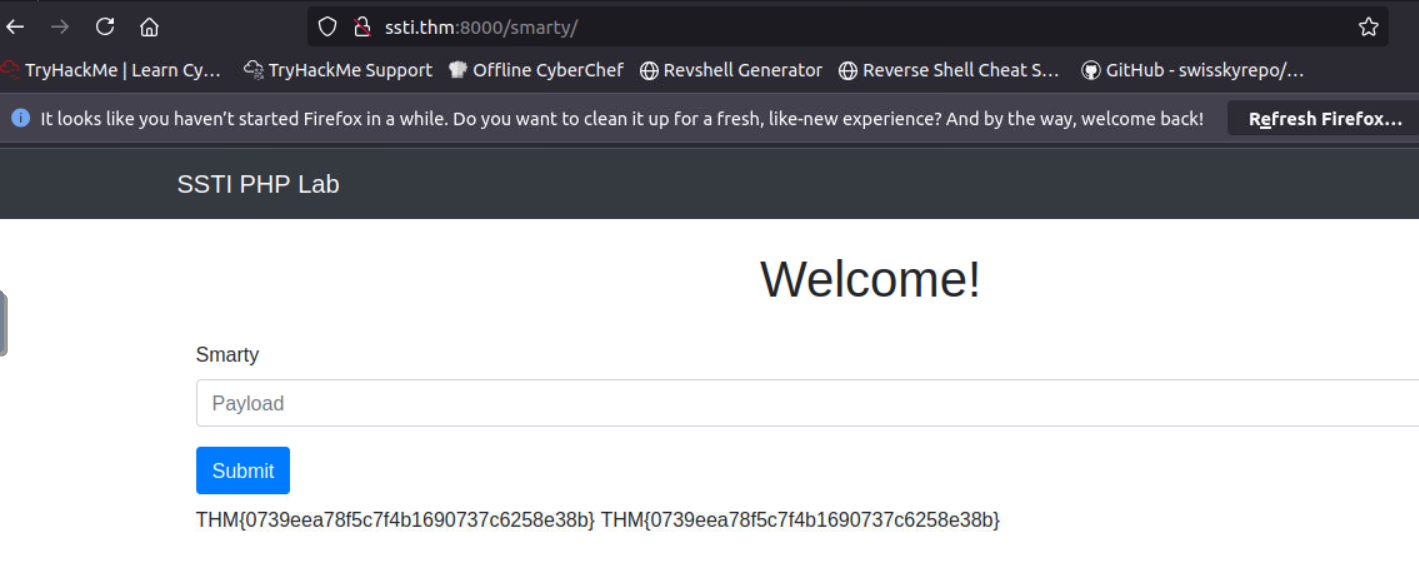 ssti.thm:8000/smarty/
TryHackMe | Learn Cy... TryHackMe Support Offline CyberChef Revshell Generator Reverse Shell Cheat S... GitHub - swisskyrepo/...
It looks like you haven't started Firefox in a while. Do you want to clean it up for a fresh, like-new experience? And by the way, welcome back! Refresh Firefox...
SSTI PHP Lab
Welcome!
Smarty
Payload
Submit
THM{0739eea78f5c7f4b1690737c6258e38b} THM{0739eea78f5c7f4b1690737c6258e38b}